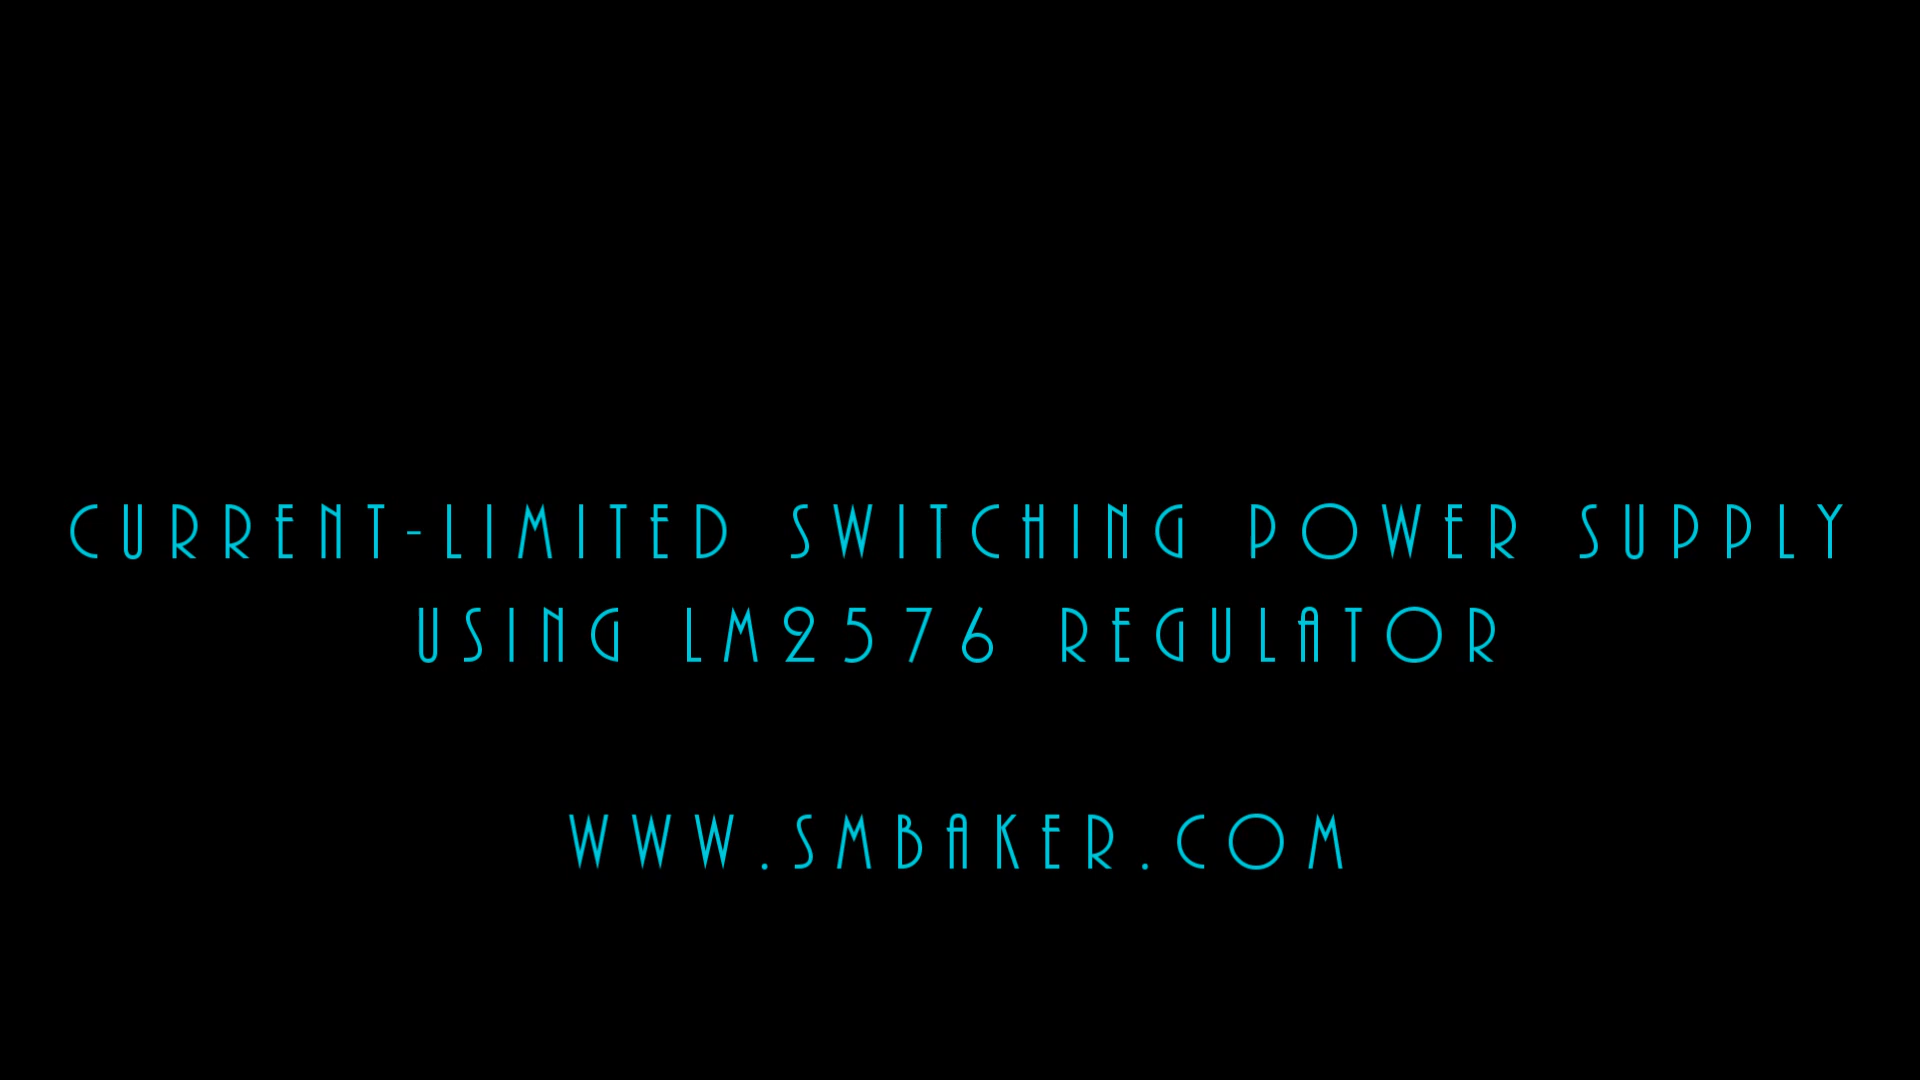 CURRENT-LIMITED SWITCHING POWER SUPPLY
USING LM2576 REGULATOR
WWW.SMBAKER.COM